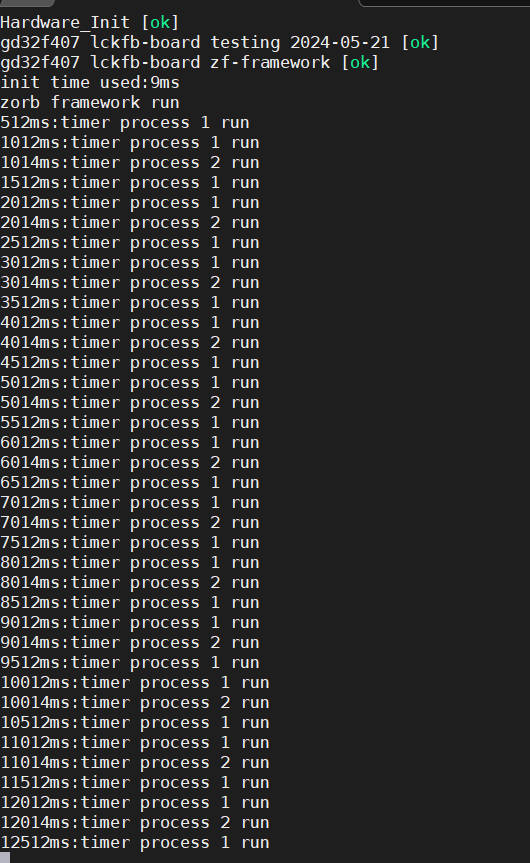 Hardware_Init [ok]
gd32f407 lckfb-board testing 2024-05-21 [ok]
gd32f407 lckfb-board zf-framework [ok]
init time used:9ms
zorb framework run
512ms:timer process 1 run
1012ms:timer process 1 run
1014ms:timer process 2 run
1512ms:timer process 1 run
2012ms:timer process 1 run
2014ms:timer process 2 run
2512ms:timer process 1 run
3012ms:timer process 1 run
3014ms:timer process 2 run
3512ms:timer process 1 run
4012ms:timer process 1 run
4014ms:timer process 2 run
4512ms:timer process 1 run
5012ms:timer process 1 run
5014ms:timer process 2 run
5512ms:timer process 1 run
6012ms:timer process 1 run
6014ms:timer process 2 run
6512ms:timer process 1 run
7012ms:timer process 1 run
7014ms:timer process 2 run
7512ms:timer process 1 run
8012ms:timer process 1 run
8014ms:timer process 2 run
8512ms:timer process 1 run
9012ms:timer process 1 run
9014ms:timer process 2 run
9512ms:timer process 1 run
10012ms:timer process 1 run
10014ms:timer process 2 run
10512ms:timer process 1 run
11012ms:timer process 1 run
11014ms:timer process 2 run
11512ms:timer process 1 run
12012ms:timer process 1 run
12014ms:timer process 2 run
12512ms:timer process 1 run